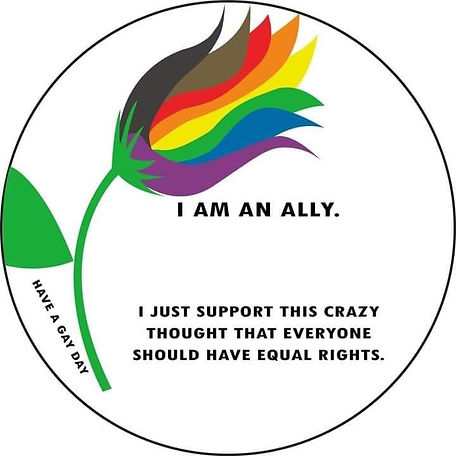 I AM AN ALLY.
I JUST SUPPORT THIS CRAZY
THOUGHT THAT EVERYONE
SHOULD HAVE EQUAL RIGHTS.
HAVE A GAY DAY